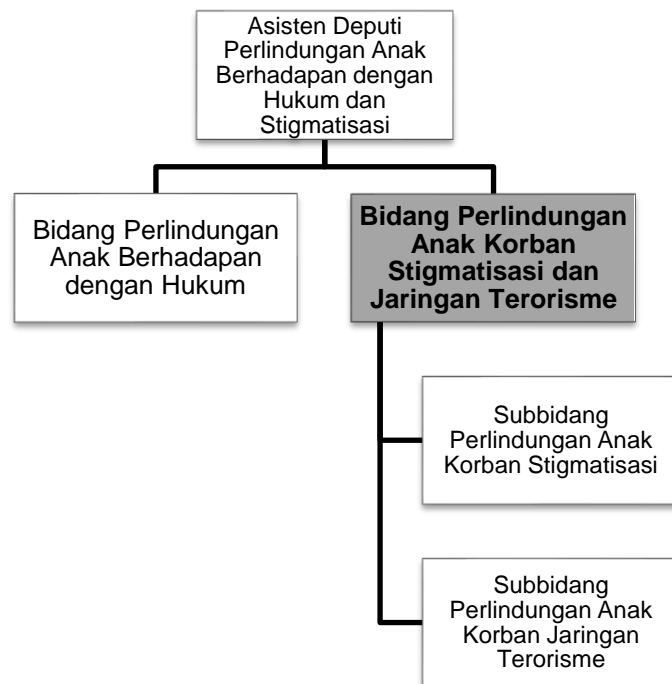 Asisten Deputi
Perlindungan Anak
Berhadapan dengan
Hukum dan
Stigmatisasi
Bidang Perlindungan
Anak Berhadapan
dengan Hukum
Bidang Perlindungan
Anak Korban
Stigmatisasi dan
Jaringan Terorisme
Subbidang
Perlindungan Anak
Korban Stigmatisasi
Subbidang
Perlindungan Anak
Korban Jaringan
Terorisme